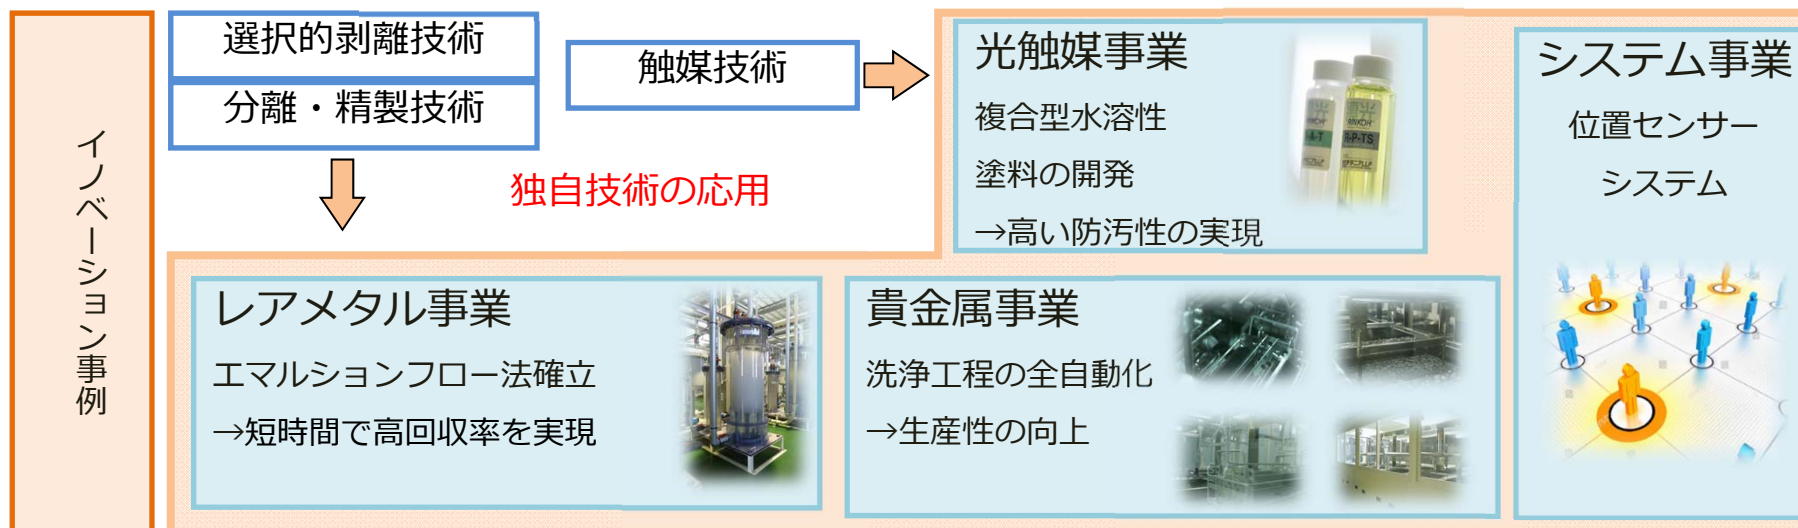 イノベーション事例
選択的剥離技術
分離・精製技術
触媒技術
独自技術の応用
光触媒事業
複合型水溶性
塗料の開発
→高い防汚性の実現
システム事業
位置センサー
システム
レアメタル事業
エマルションフロー法確立
→短時間で高回収率を実現
貴金属事業
洗浄工程の全自動化
→生産性の向上